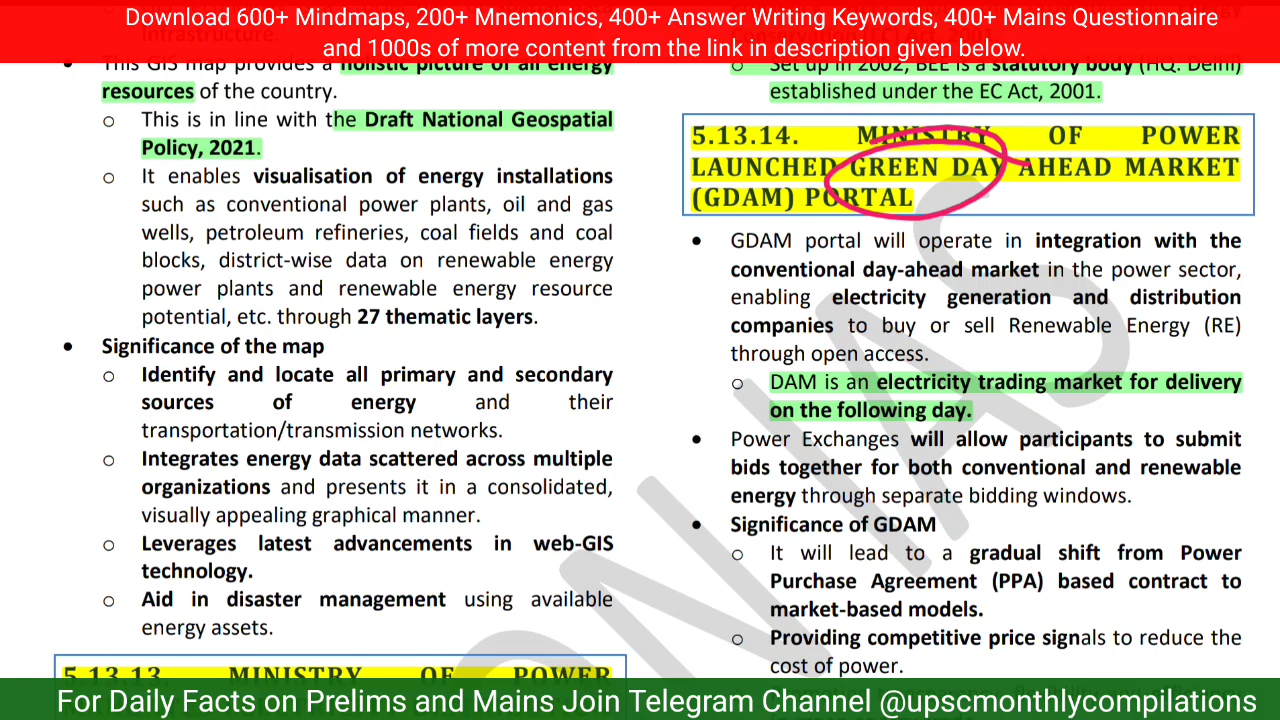 Download 600+ Mindmaps, 200+ Mnemonics, 400+ Answer Writing Keywords, 400+ Mains Questionnaire
and 1000s of more content from the link in description given below.
infrastructure.
• This GIS map provides a holistic picture of all energy
resources of the country.
o This is in line with the Draft National Geospatial
Policy, 2021.
o It enables visualisation of energy installations
such as conventional power plants, oil and gas
wells, petroleum refineries, coal fields and coal
blocks, district-wise data on renewable energy
power plants and renewable energy resource
potential, etc. through 27 thematic layers.
• Significance of the map
o Identify and locate all primary and secondary
sources of energy and their
transportation/transmission networks.
o Integrates energy data scattered across multiple
organizations and presents it in a consolidated,
visually appealing graphical manner.
o Leverages latest advancements in web-GIS
technology.
o Aid in disaster management using available
energy assets.
5.13.13. MINISTRY OF POWER
o Set up in 2002, BEE is a statutory body (HQ: Delhi)
established under the EC Act, 2001.
5.13.14. MINISTRY OF POWER
LAUNCHED GREEN DAY AHEAD MARKET
(GDAM) PORTAL
• GDAM portal will operate in integration with the
conventional day-ahead market in the power sector,
enabling electricity generation and distribution
companies to buy or sell Renewable Energy (RE)
through open access.
o DAM is an electricity trading market for delivery
on the following day.
• Power Exchanges will allow participants to submit
bids together for both conventional and renewable
energy through separate bidding windows.
• Significance of GDAM
o It will lead to a gradual shift from Power
Purchase Agreement (PPA) based contract to
market-based models.
o Providing competitive price signals to reduce the
cost of power.
ON IAS
For Daily Facts on Prelims and Mains Join Telegram Channel @upscmonthlycompilations